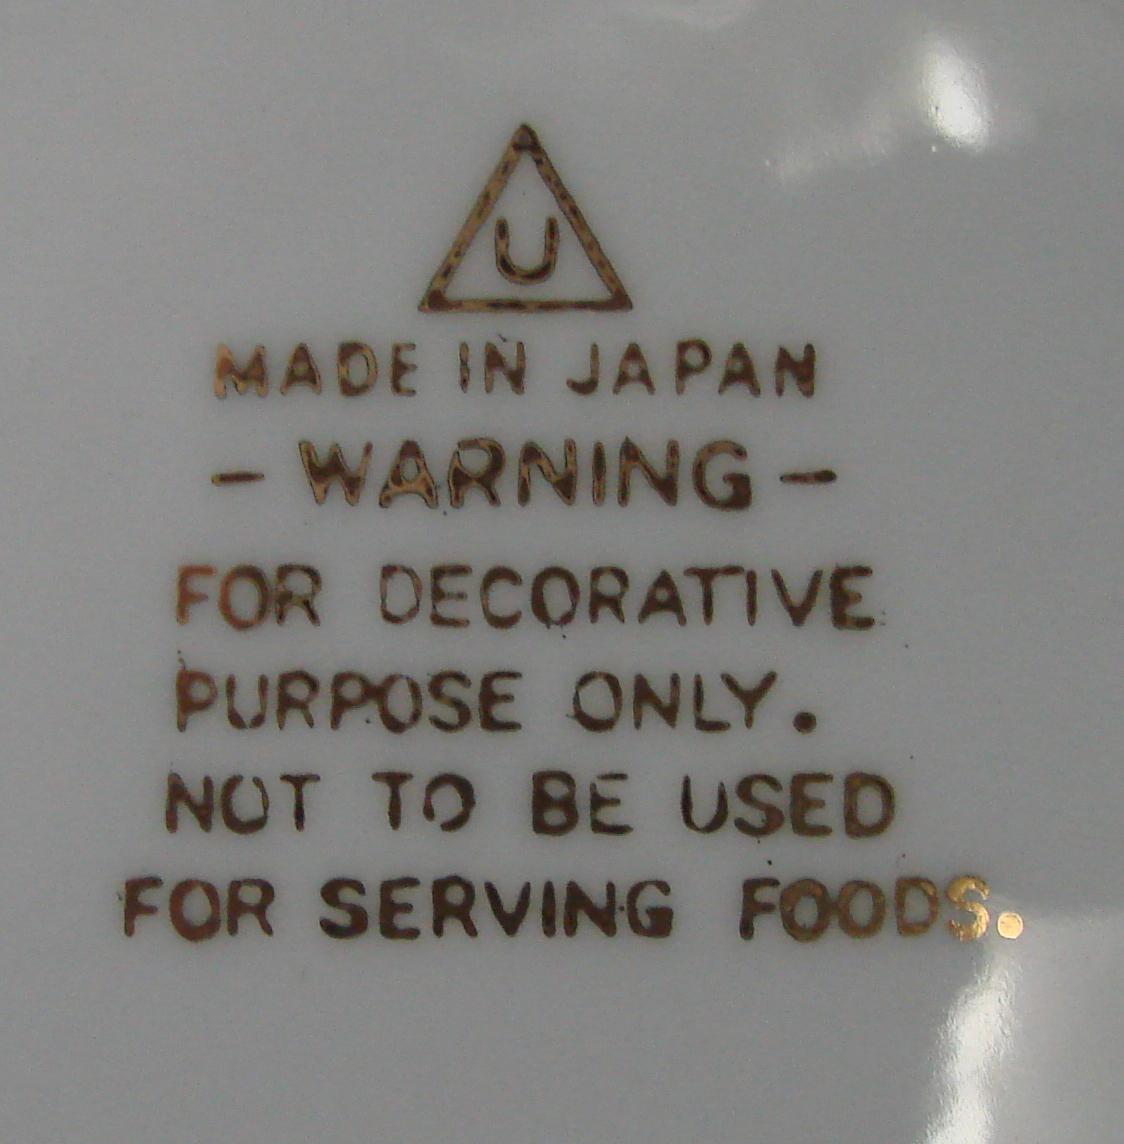 U
MADE IN JAPAN
- WARNING -
FOR DECORATIVE
PURPOSE ONLY.
NOT TO BE USED
FOR SERVING FOODS.